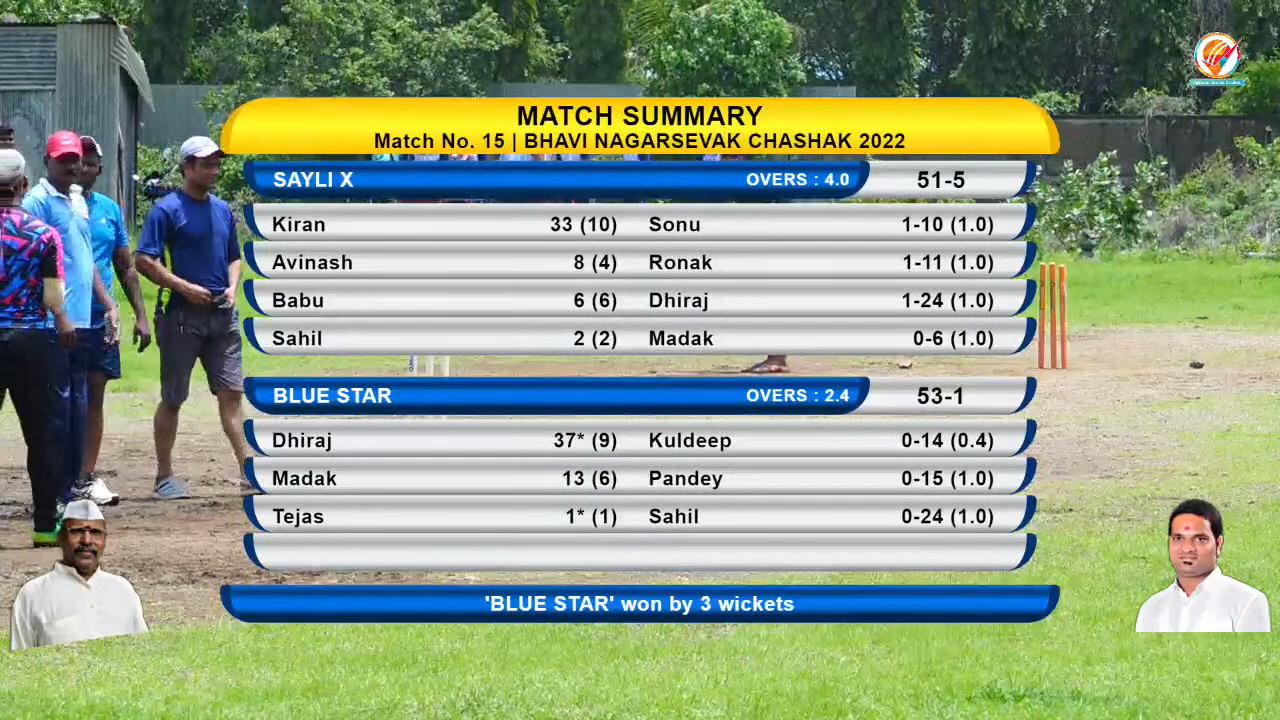 MATCH SUMMARY
Match No. 15 | BHAVI NAGARSEVAK CHASHAK 2022
SAYLI X OVERS : 4.0 51-5
Kiran 33 (10) Sonu 1-10 (1.0)
Avinash 8 (4) Ronak 1-11 (1.0)
Babu 6 (6) Dhiraj 1-24 (1.0)
Sahil 2 (2) Madak 0-6 (1.0)
BLUE STAR OVERS : 2.4 53-1
Dhiraj 37* (9) Kuldeep 0-14 (0.4)
Madak 13 (6) Pandey 0-15 (1.0)
Tejas 1* (1) Sahil 0-24 (1.0)
'BLUE STAR' won by 3 wickets